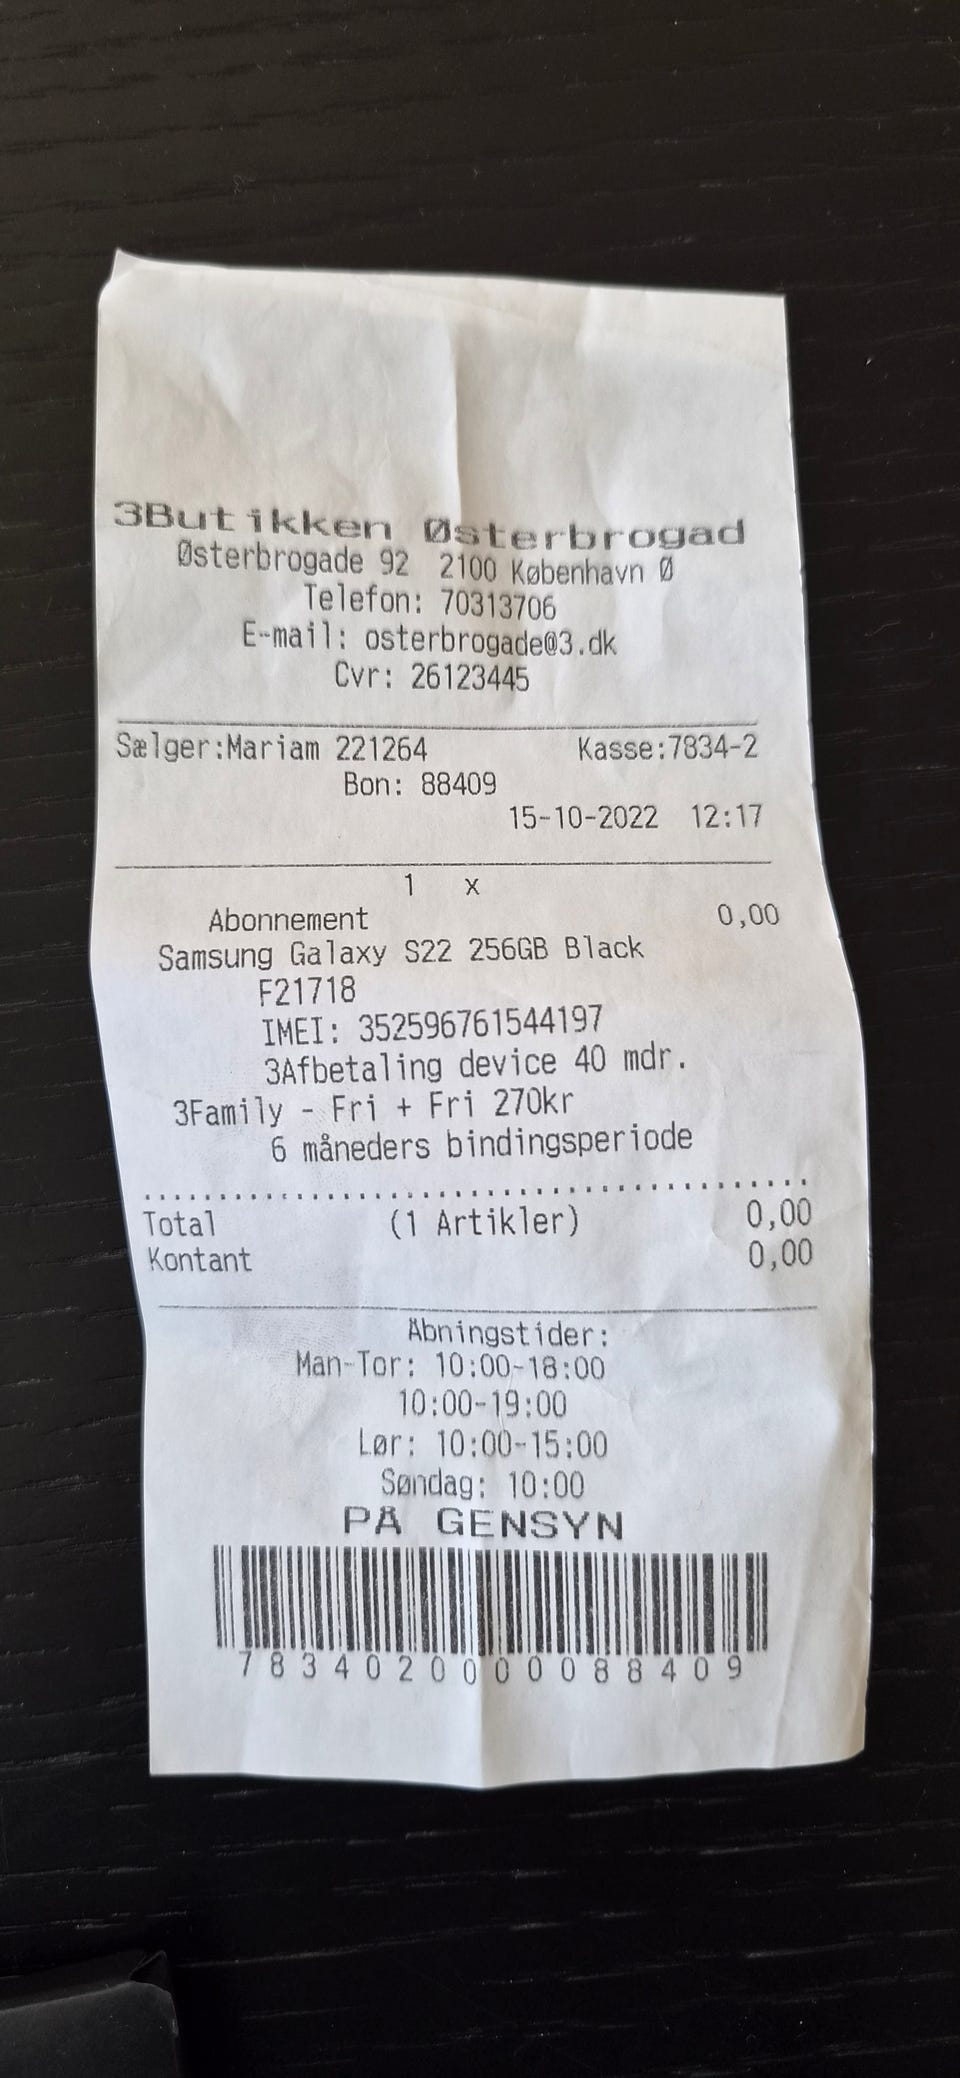 3Butikken Østerbrogad
Østerbrogade 92 2100 København Ø
Telefon: 70313706
E-mail: osterbrogade@3.dk
Cvr: 26123445
Sælger:Mariam 221264 Kasse:7834-2
Bon: 88409
15-10-2022 12:17
1 x
Abonnement 0,00
Samsung Galaxy S22 256GB Black
F21718
IMEI: 352596761544197
3Afbetaling device 40 mdr.
3Family - Fri + Fri 270kr
6 måneders bindingsperiode
Total (1 Artikler) 0,00
Kontant 0,00
Åbningstider:
Man-Tor: 10:00-18:00
10:00-19:00
Lør: 10:00-15:00
Søndag: 10:00
PÅ GENSYN
7834020000088409